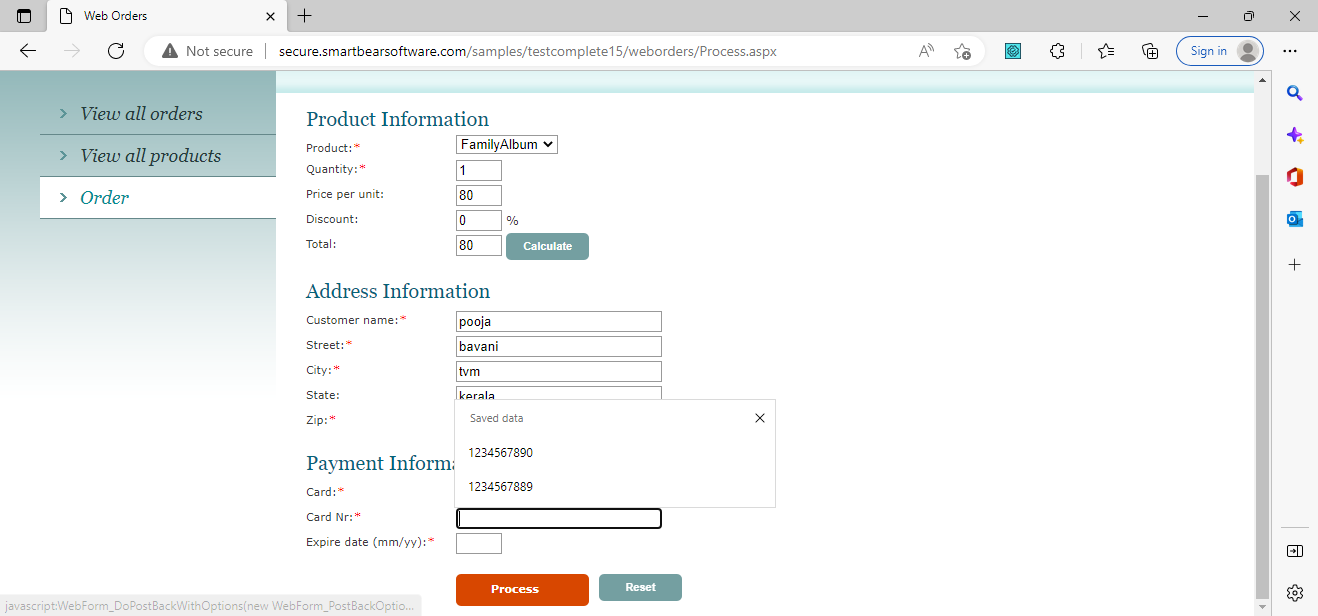 Web Orders
Not secure
secure.smartbearsoftware.com/samples/testcomplete15/weborders/Process.aspx
Sign in
View all orders
View all products
Order
Product Information
Product:* FamilyAlbum
Quantity:* 1
Price per unit: 80
Discount: 0 %
Total: 80 Calculate
Address Information
Customer name:* pooja
Street:* bavani
City:* tvm
State: kerala
Zip:*
Saved data
1234567890
1234567889
Payment Inform
Card:*
Card Nr:*
Expire date (mm/yy):*
Process Reset
javascript:WebForm_DoPostBackWithOptions(new WebForm_PostBackOptio...